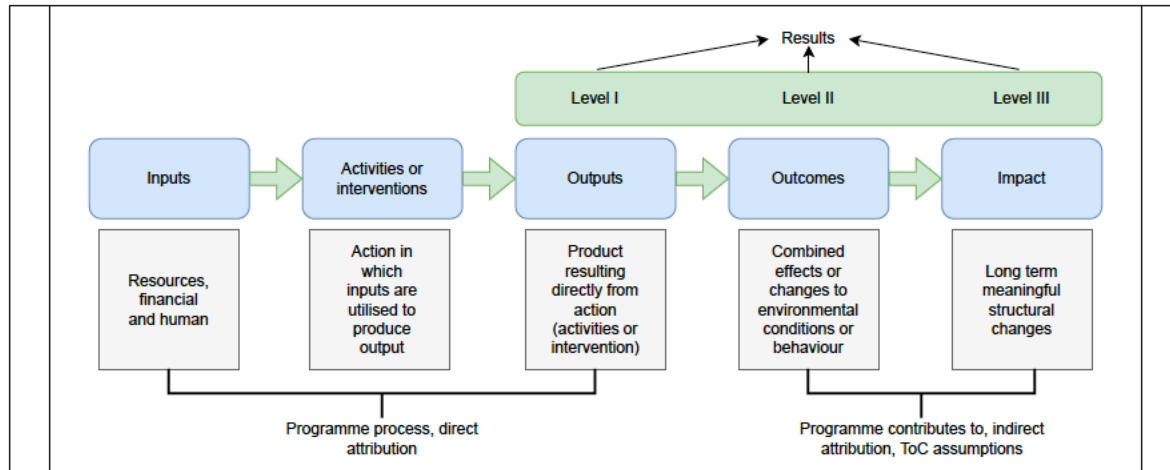 Results
Level I
Level II
Level III
Inputs
Activities or
interventions
Outputs
Outcomes
Impact
Resources,
financial
and human
Action in
which
inputs are
utilised to
produce
output
Product
resulting
directly from
action
(activities or
intervention)
Combined
effects or
changes to
environmental
conditions or
behaviour
Long term
meaningful
structural
changes
Programme process, direct
attribution
Programme contributes to, indirect
attribution, ToC assumptions